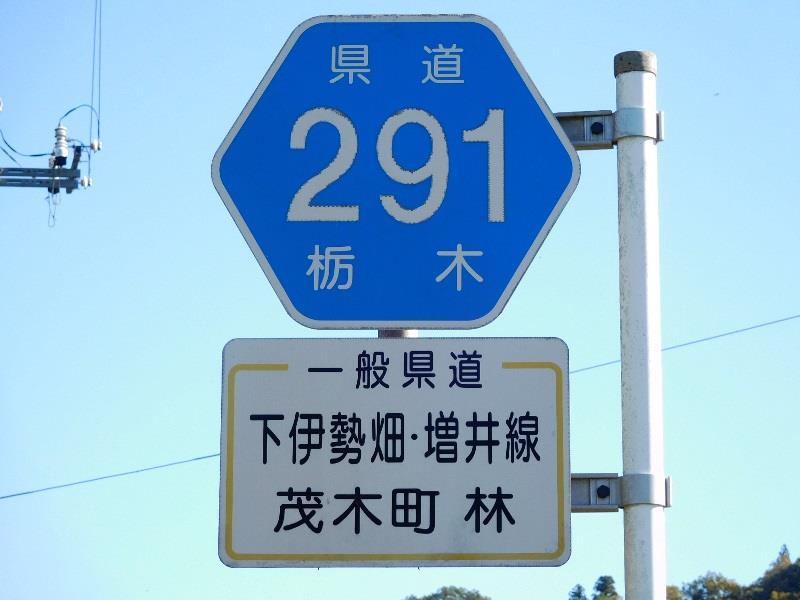 県道
291
栃木
一般県道
下伊勢畑・増井線
茂木町 林